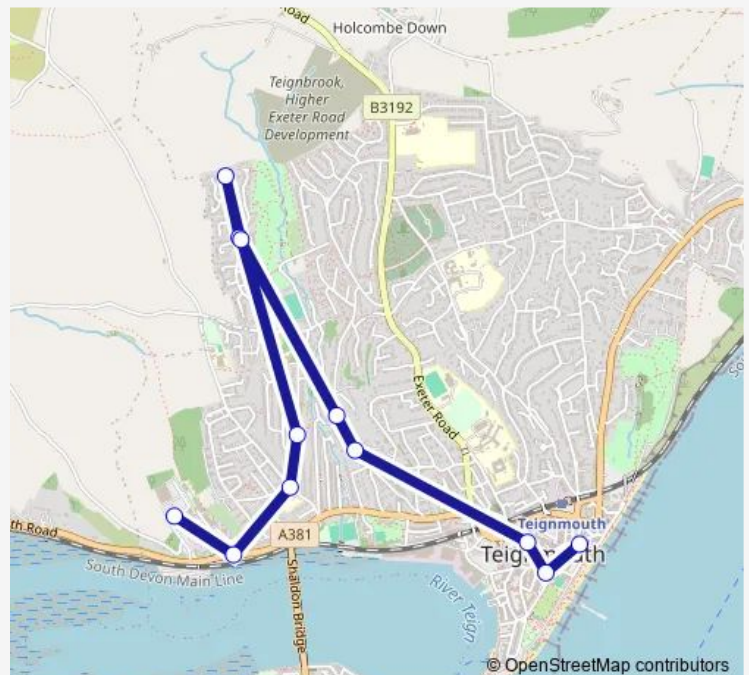 Road
Holcombe Down
Teignbrook,
Higher
Exeter Road
Development
B3192
Exeter Road
th Road
A381
Teignmouth
South Devon Main Line
Shaldon Bridge
River Teign
So
© OpenStreetMap contributors